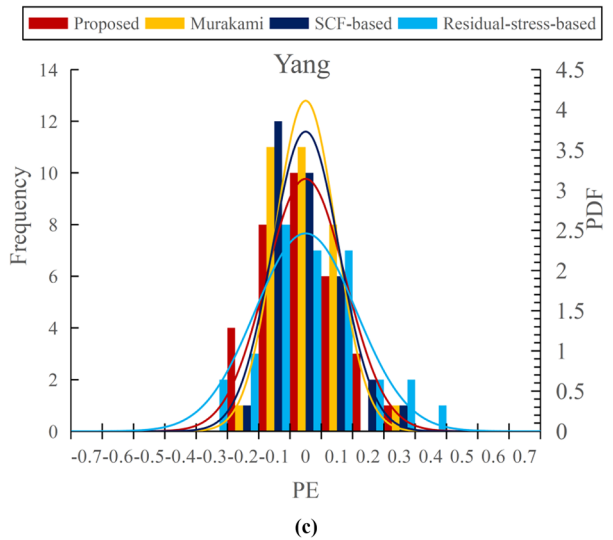 Proposed Murakami SCF-based Residual-stress-based
Yang
14
12
10
8
6
4
2
0
Frequency
4.5
4
3.5
3
2.5
2
1.5
1
0.5
0
PDF
-0.7-0.6-0.5-0.4-0.3-0.2-0.1 0 0.1 0.2 0.3 0.4 0.5 0.6 0.7
PE
(c)